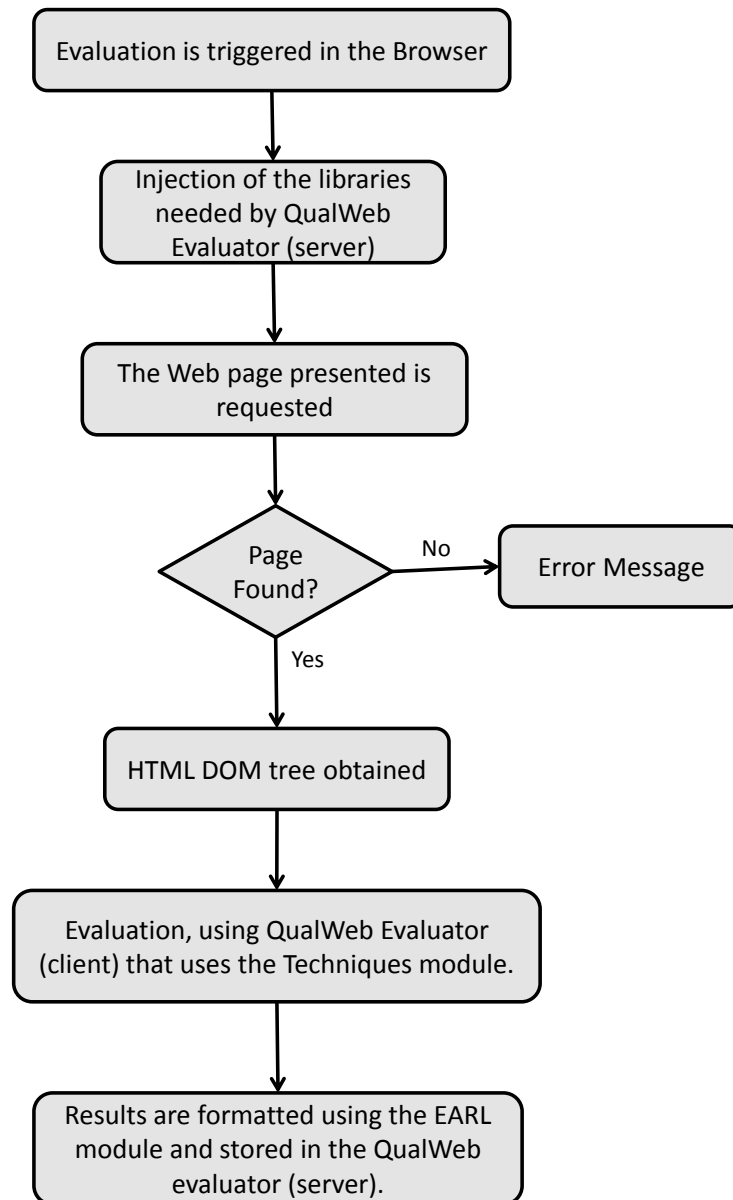 Evaluation is triggered in the Browser
Injection of the libraries
needed by QualWeb
Evaluator (server)
The Web page presented is
requested
Page
Found?
No
Error Message
Yes
HTML DOM tree obtained
Evaluation, using QualWeb Evaluator
(client) that uses the Techniques module.
Results are formatted using the EARL
module and stored in the QualWeb
evaluator (server).